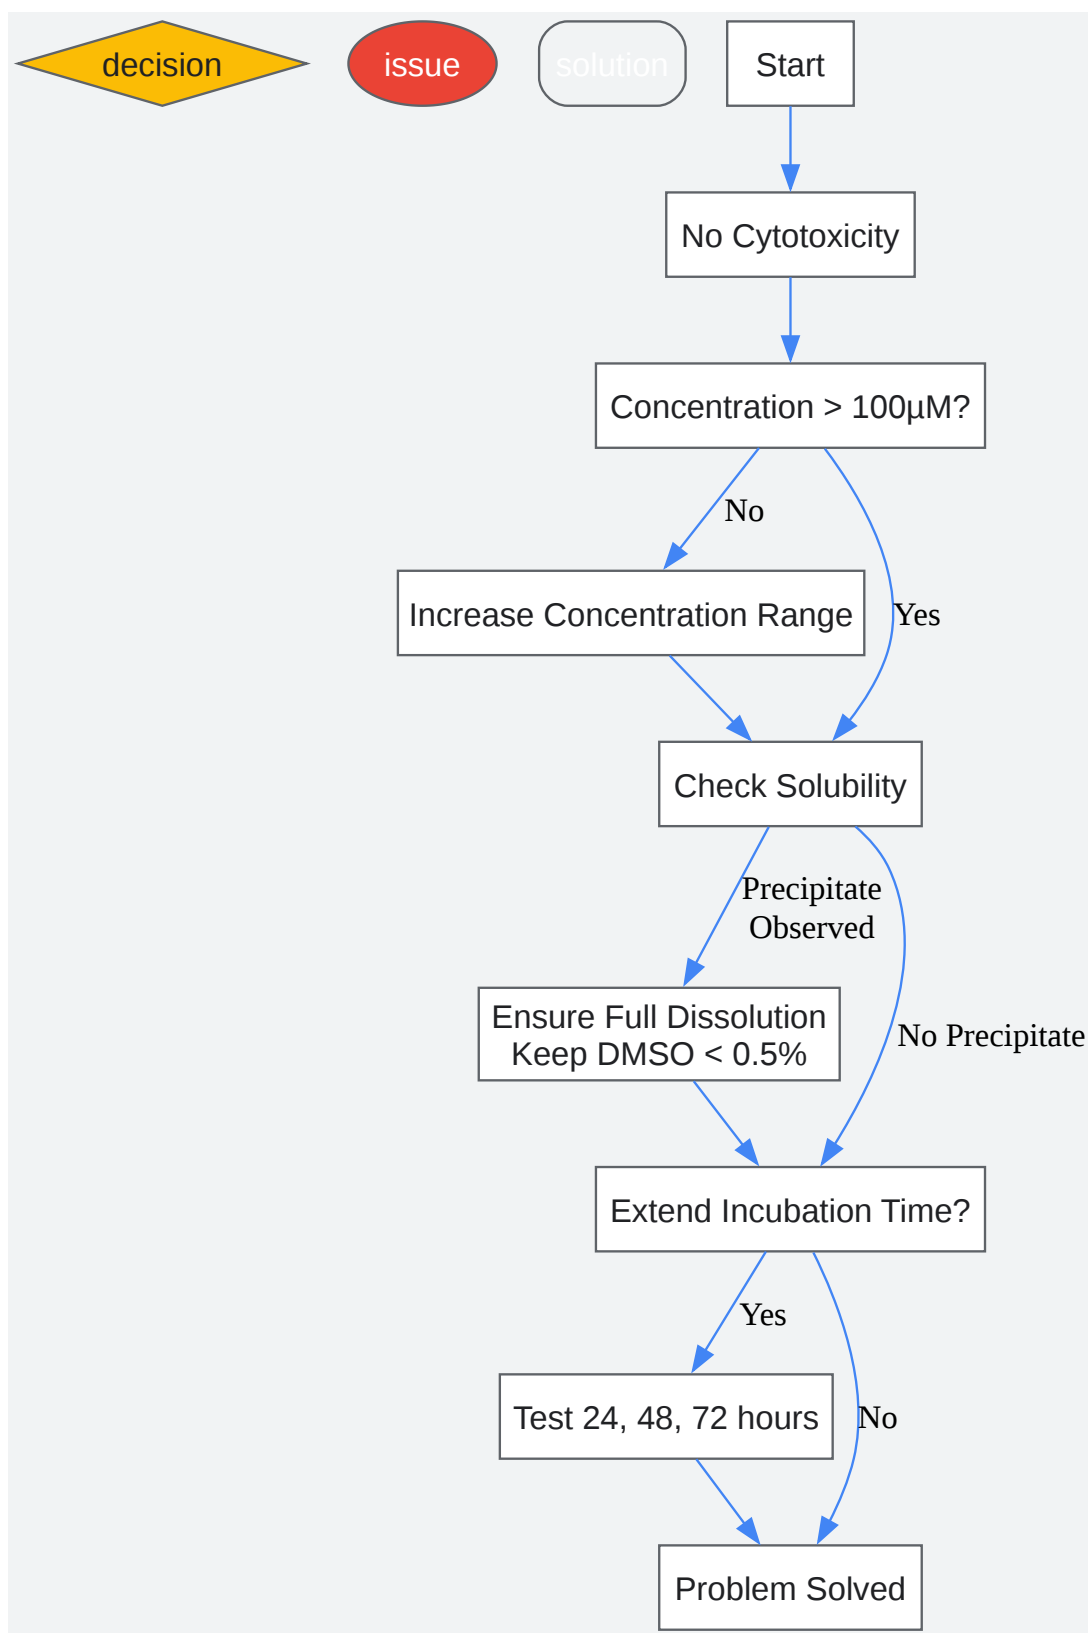 decision
issue
solution
Start
No Cytotoxicity
Concentration > 100µM?
No
Increase Concentration Range
Yes
Check Solubility
Precipitate
Observed
Ensure Full Dissolution
Keep DMSO < 0.5%
No Precipitate
Extend Incubation Time?
Yes
Test 24, 48, 72 hours
No
Problem Solved